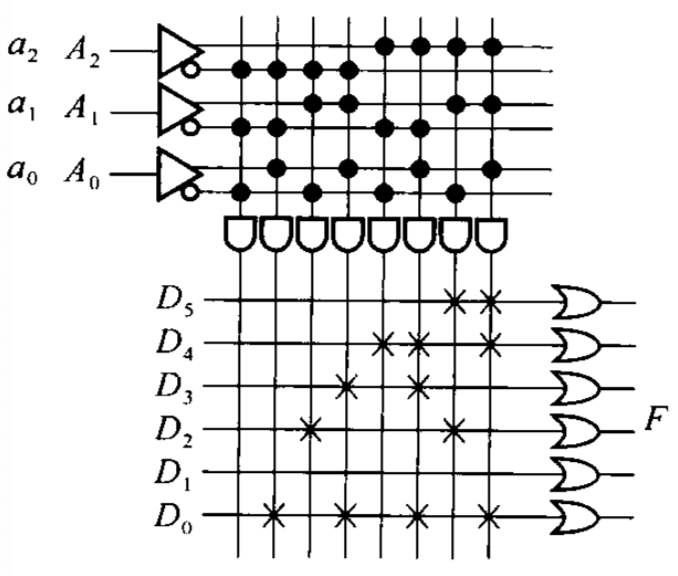 a₂ A₂
a₁ A₁
a₀ A₀
D₅
D₄
D₃
D₂ F
D₁
D₀